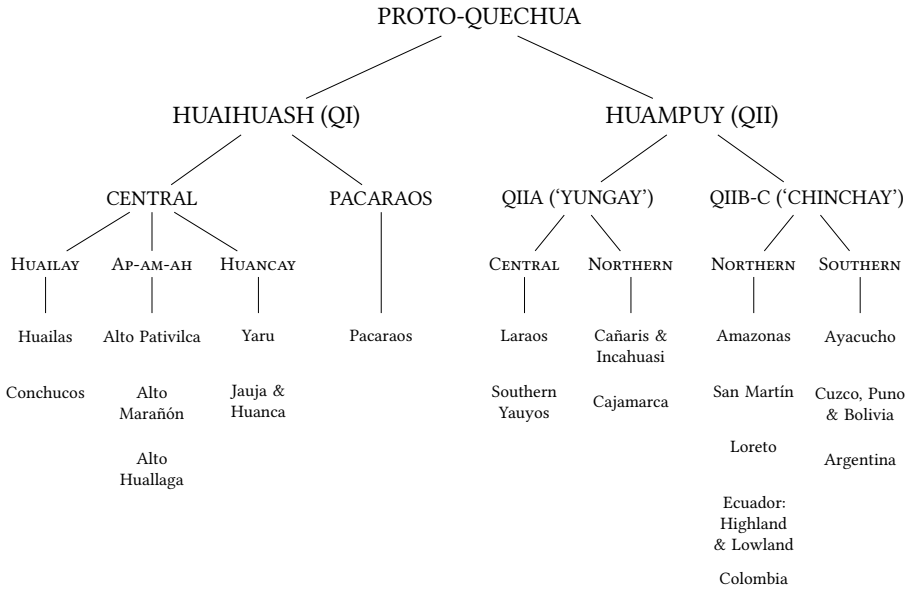 PROTO-QUECHUA
HUAIHUASH (QI)
HUAMPUY (QII)
CENTRAL
PACARAOS
QIIA (‘YUNGAY’)
QIIB-C (‘CHINCHAY’)
Huailay
Ap-am-ah
Huancay
Central
Northern
Northern
Southern
Huailas
Alto Pativilca
Yaru
Pacaraos
Laraos
Cañaris &
Incahuasi
Amazonas
Ayacucho
Conchucos
Alto
Marañón
Jauja &
Huanca
Southern
Yauyos
Cajamarca
San Martín
Cuzco, Puno
& Bolivia
Alto
Huallaga
Loreto
Argentina
Ecuador:
Highland
& Lowland
Colombia